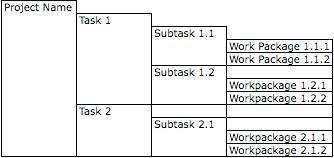 Project Name
Task 1
Subtask 1.1
Work Package 1.1.1
Work Package 1.1.2
Subtask 1.2
Workpackage 1.2.1
Workpackage 1.2.2
Task 2
Subtask 2.1
Workpackage 2.1.1
Workpackage 2.1.2